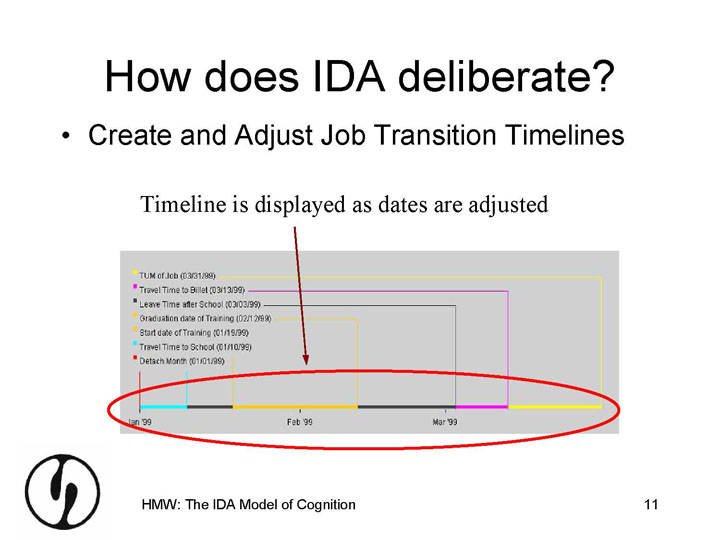 How does IDA deliberate?
• Create and Adjust Job Transition Timelines
Timeline is displayed as dates are adjusted
TUM of Job (03/31/99)
Travel Time to Billet (03/13/99)
Leave Time after School (03/03/99)
Graduation date of Training (02/12/99)
Start date of Training (01/19/99)
Travel Time to School (01/10/99)
Detach Month (01/01/99)
Jan '99 Feb '99 Mar '99
HMW: The IDA Model of Cognition 11